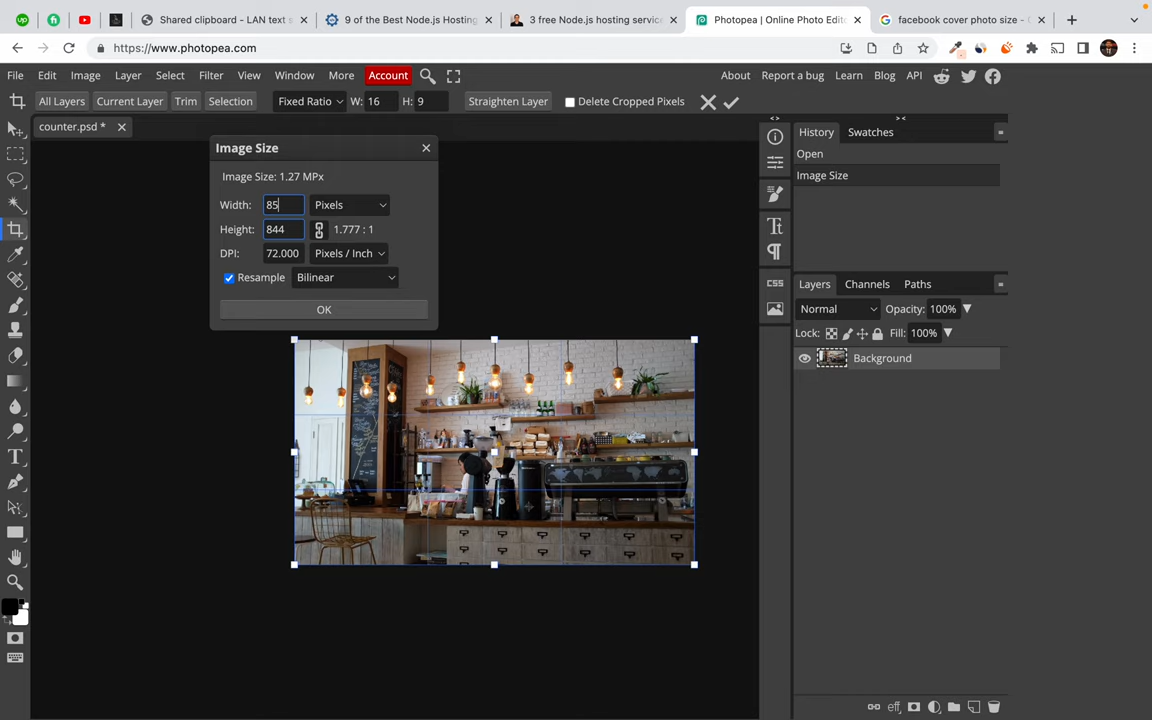 Shared clipboard - LAN text s
9 of the Best Node.js Hosting
3 free Node.js hosting service
Photopea | Online Photo Edito
facebook cover photo size - G
https://www.photopea.com
File Edit Image Layer Select Filter View Window More Account
About Report a bug Learn Blog API
All Layers Current Layer Trim Selection Fixed Ratio W: 16 H: 9 Straighten Layer Delete Cropped Pixels
counter.psd *
Image Size
Image Size: 1.27 MPx
Width: 85 Pixels
Height: 844 1.777 : 1
DPI: 72.000 Pixels / Inch
Resample Bilinear
OK
History Swatches
Open
Image Size
CSS
Layers Channels Paths
Normal Opacity: 100%
Lock: Fill: 100%
Background
eff